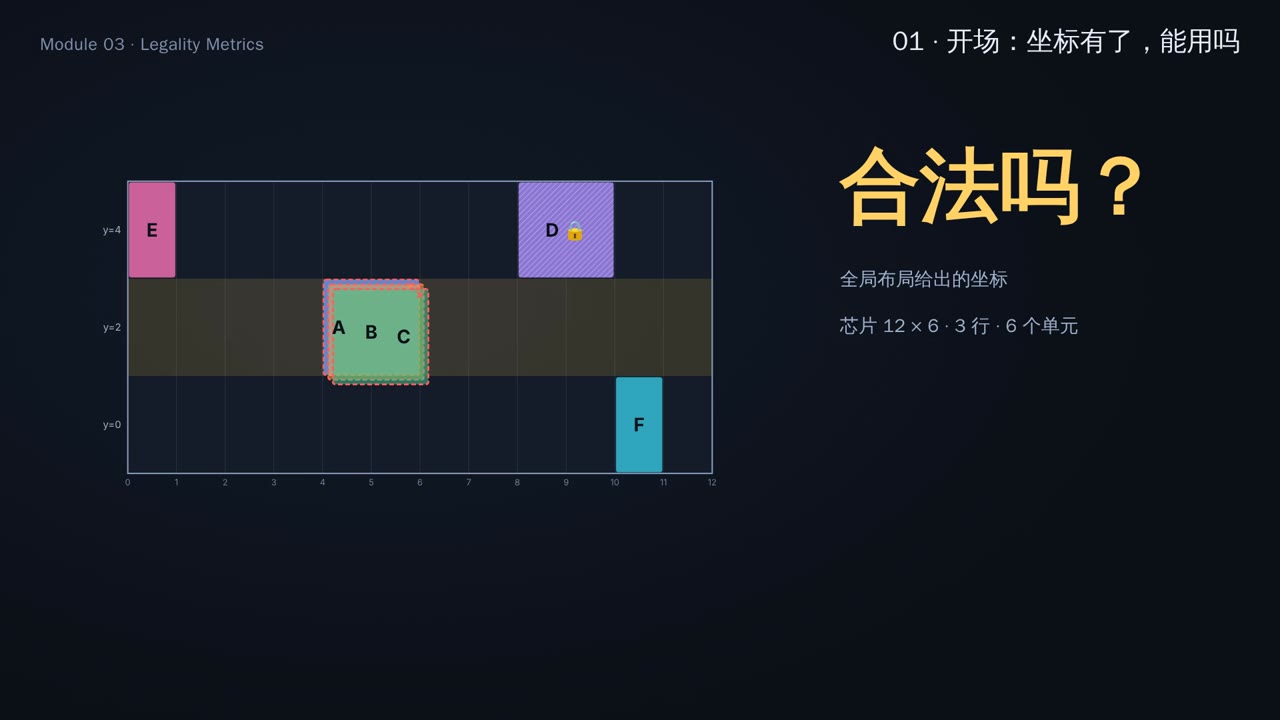 Module 03 · Legality Metrics
01 · 开场：坐标有了，能用吗
合法吗？
全局布局给出的坐标
芯片 12 × 6 · 3 行 · 6 个单元
y=4
E
D 🔒
y=2
A B C
y=0
F
0 1 2 3 4 5 6 7 8 9 10 11 12